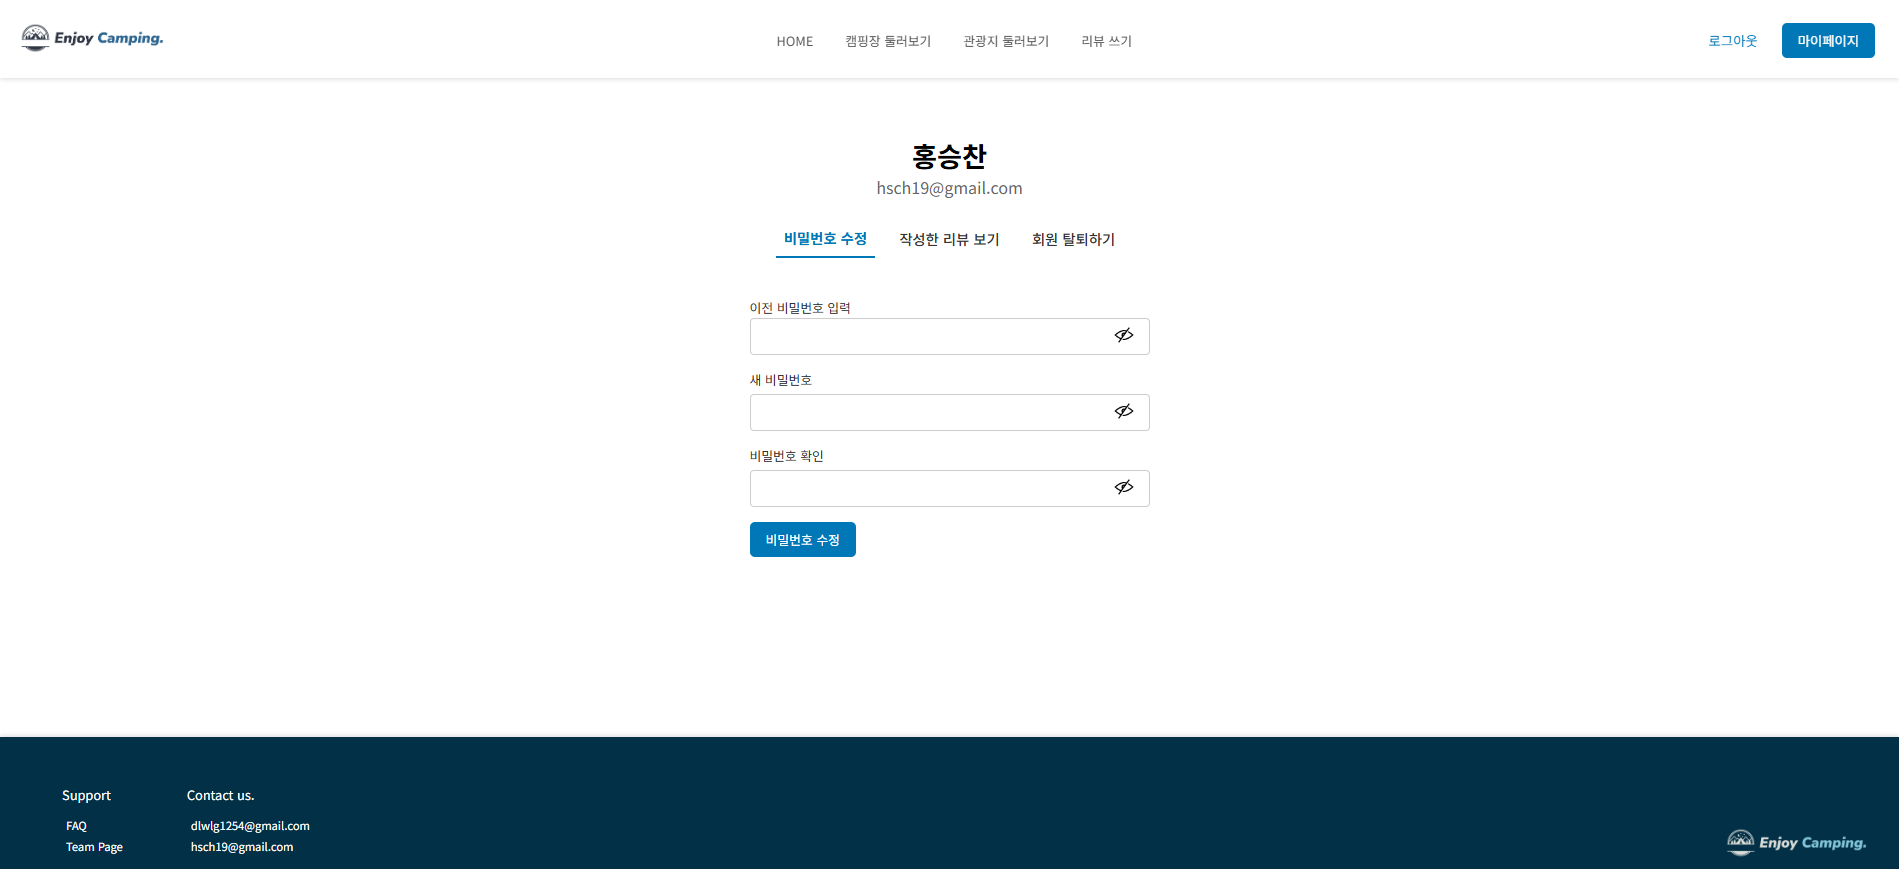 Enjoy Camping.
HOME 캠핑장 둘러보기 관광지 둘러보기 리뷰 쓰기
로그아웃 마이페이지
홍승찬
hsch19@gmail.com
비밀번호 수정 작성한 리뷰 보기 회원 탈퇴하기
이전 비밀번호 입력
새 비밀번호
비밀번호 확인
비밀번호 수정
Support
FAQ
Team Page
Contact us.
dlwlg1254@gmail.com
hsch19@gmail.com
Enjoy Camping.